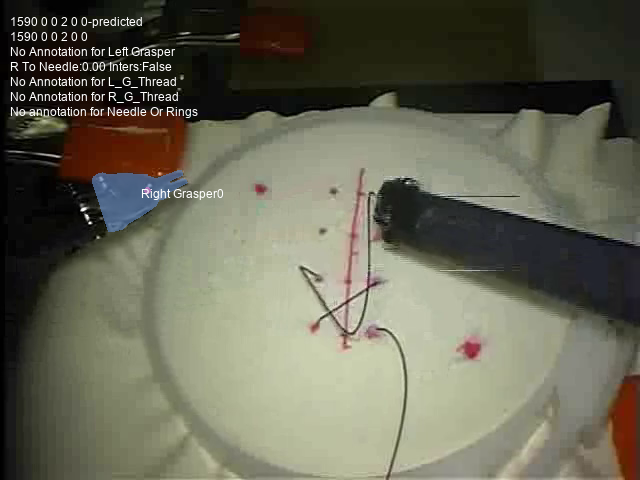 1590 0 0 2 0 0-predicted
1590 0 0 2 0 0
No Annotation for Left Grasper
R To Needle:0.00 Inters:False
No Annotation for L_G_Thread
No Annotation for R_G_Thread
No annotation for Needle Or Rings
Right Grasper0